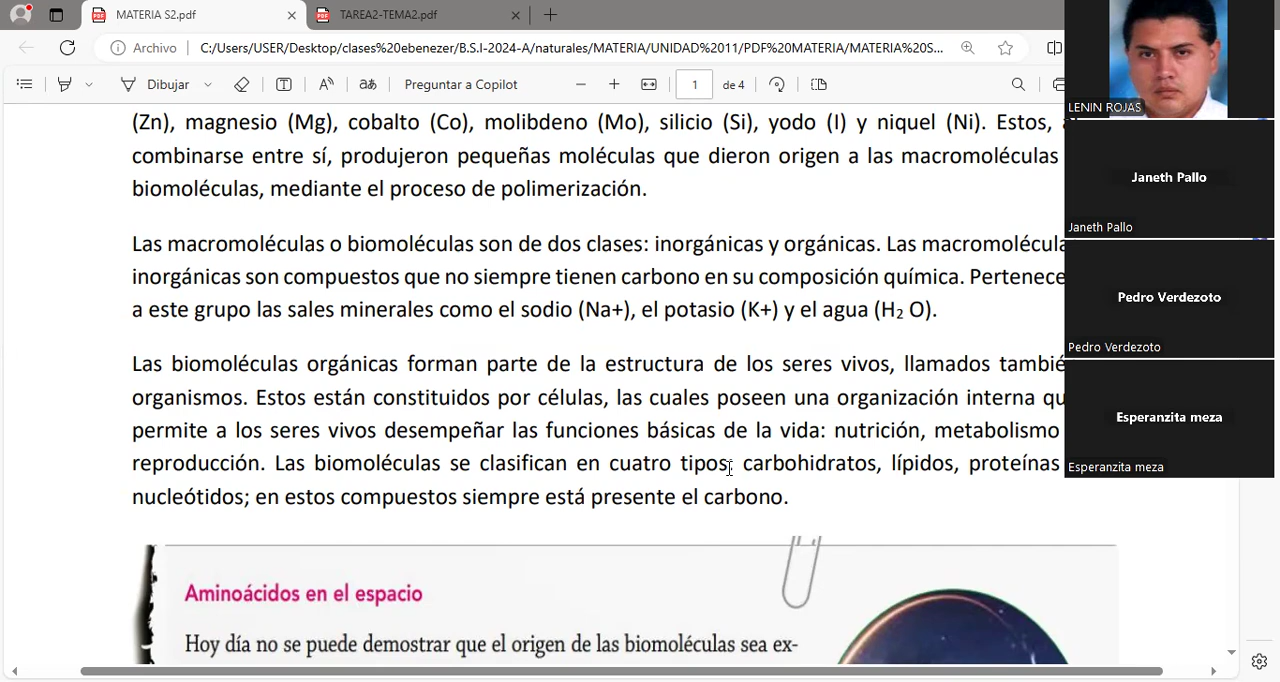 MATERIA S2.pdf
TAREA2-TEMA2.pdf
Archivo
C:/Users/USER/Desktop/clases%20ebenezer/B.S.I-2024-A/naturales/MATERIA/UNIDAD%2011/PDF%20MATERIA/MATERIA%20S...
Dibujar
Preguntar a Copilot
1 de 4
(Zn), magnesio (Mg), cobalto (Co), molibdeno (Mo), silicio (Si), yodo (I) y niquel (Ni). Estos,
combinarse entre sí, produjeron pequeñas moléculas que dieron origen a las macromoléculas
biomoléculas, mediante el proceso de polimerización.
Las macromoléculas o biomoléculas son de dos clases: inorgánicas y orgánicas. Las macromolécula
inorgánicas son compuestos que no siempre tienen carbono en su composición química. Pertenece
a este grupo las sales minerales como el sodio (Na+), el potasio (K+) y el agua (H₂ O).
Las biomoléculas orgánicas forman parte de la estructura de los seres vivos, llamados tambié
organismos. Estos están constituidos por células, las cuales poseen una organización interna qu
permite a los seres vivos desempeñar las funciones básicas de la vida: nutrición, metabolismo
reproducción. Las biomoléculas se clasifican en cuatro tipos: carbohidratos, lípidos, proteínas
nucleótidos; en estos compuestos siempre está presente el carbono.
Aminoácidos en el espacio
Hoy día no se puede demostrar que el origen de las biomoléculas sea ex-
LENIN ROJAS
Janeth Pallo
Janeth Pallo
Pedro Verdezoto
Pedro Verdezoto
Esperanzita meza
Esperanzita meza